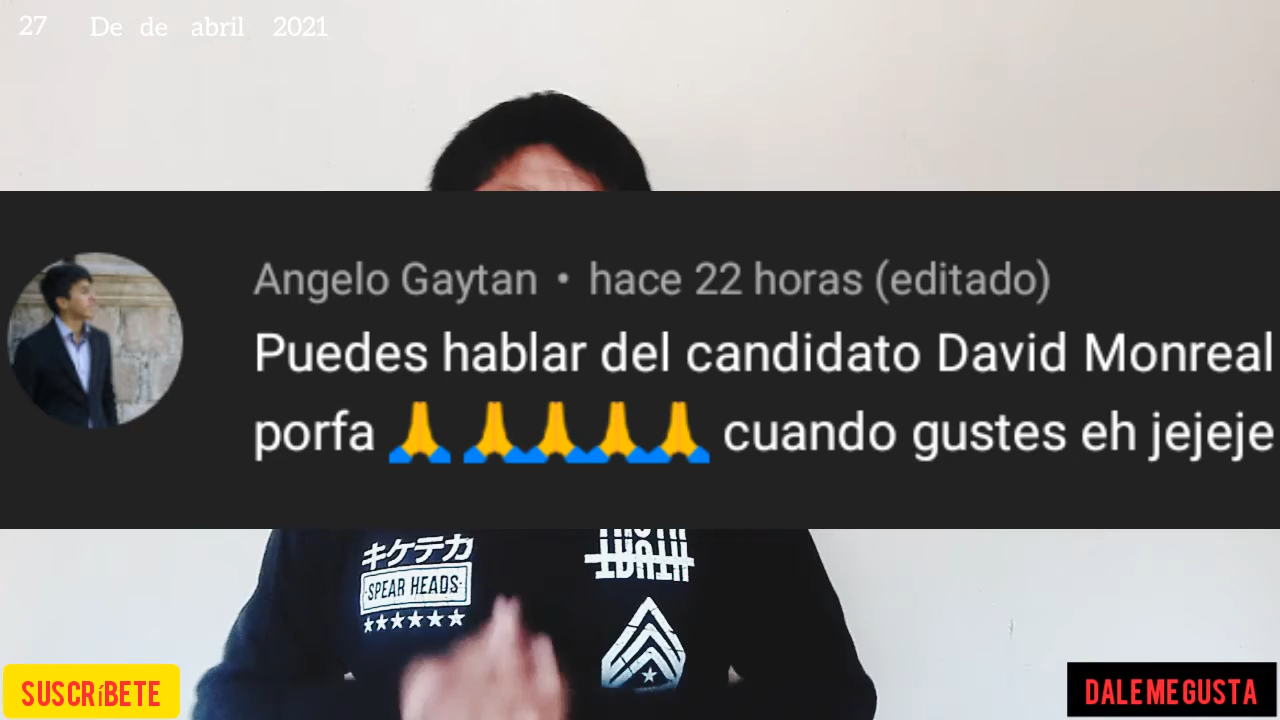 27 De de abril 2021
Angelo Gaytan • hace 22 horas (editado)
Puedes hablar del candidato David Monreal
porfa 🙏 🙏🙏🙏🙏 cuando gustes eh jejeje
キケテカ
SPEAR HEADS
TRUTH
SUSCRíBETE
DALE ME GUSTA